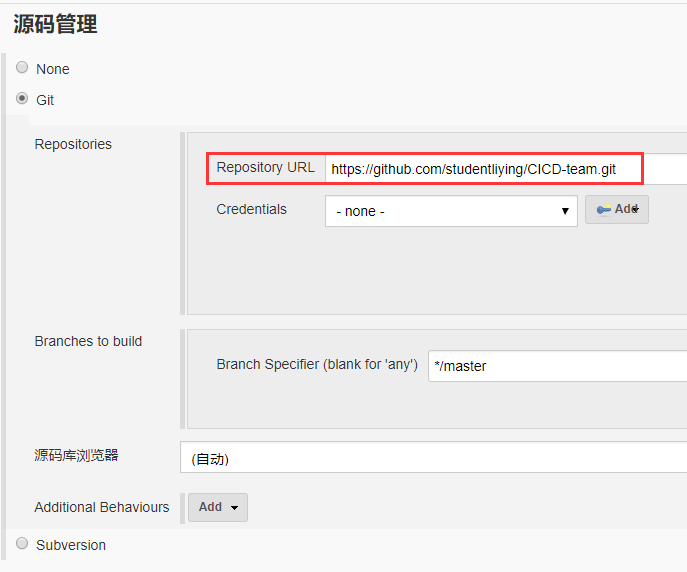 源码管理
None
Git
Repositories
Repository URL https://github.com/studentliying/CICD-team.git
Credentials - none - Add
Branches to build
Branch Specifier (blank for 'any') */master
源码库浏览器 (自动)
Additional Behaviours Add
Subversion